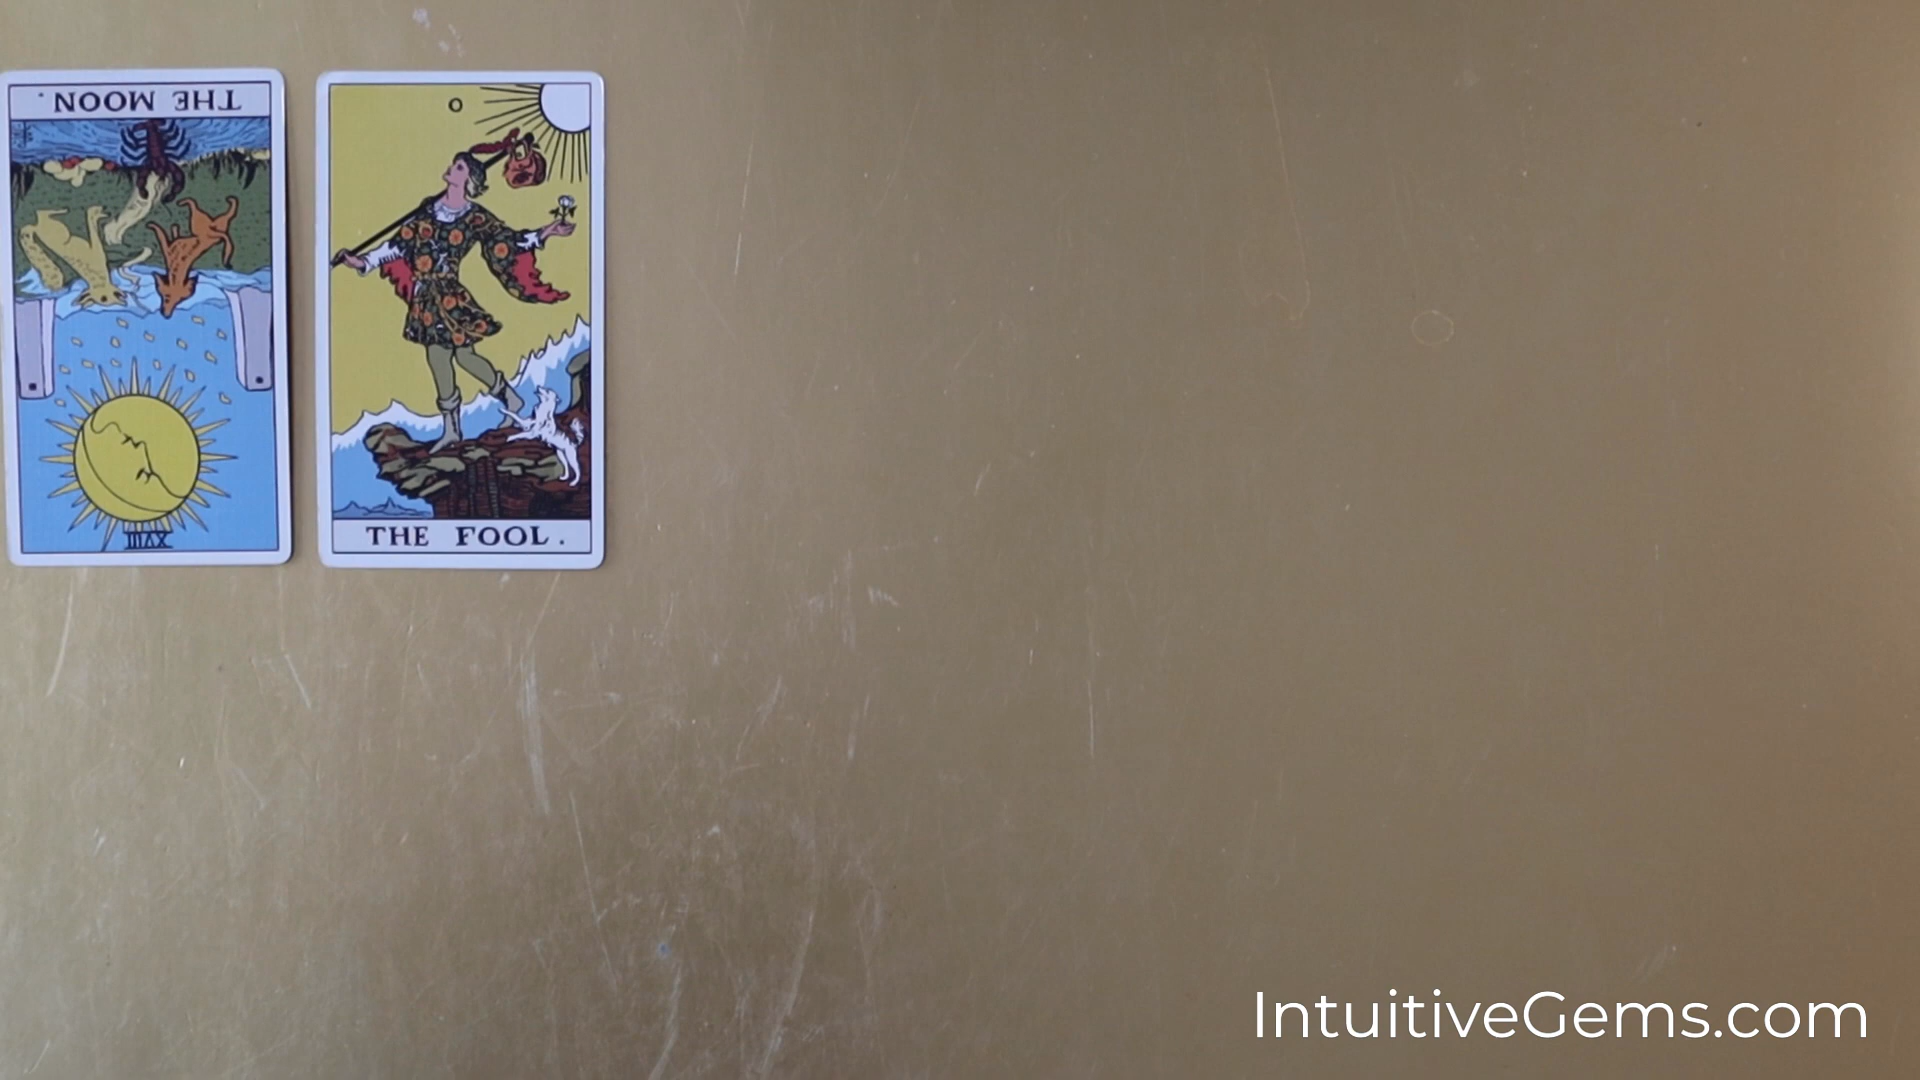 THE MOON.
XVIII
0
THE FOOL.
IntuitiveGems.com